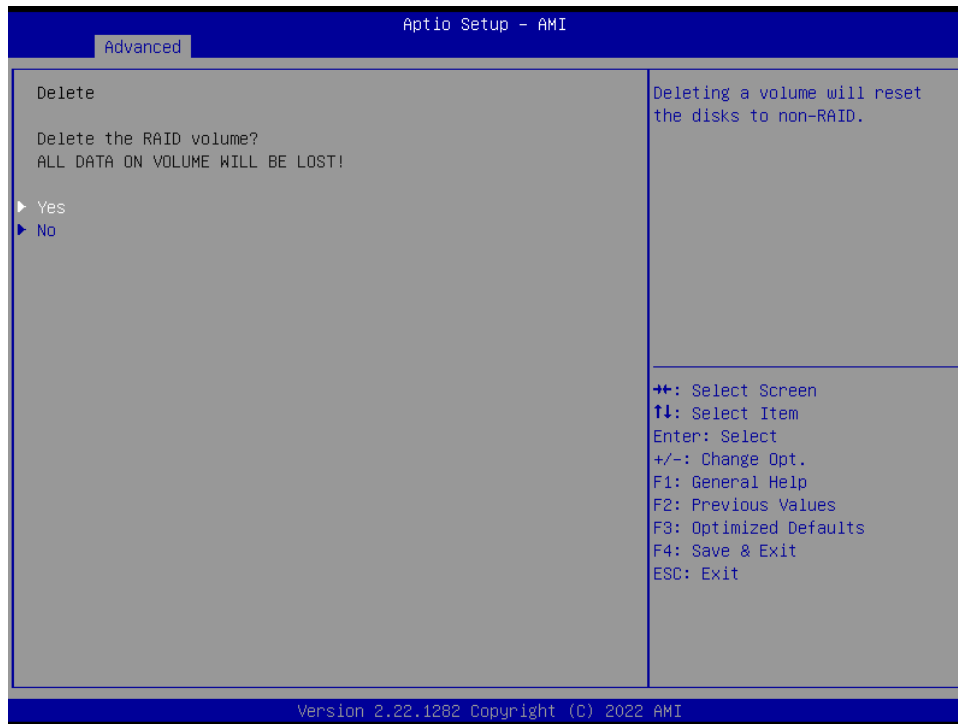 Aptio Setup – AMI
Advanced
Delete
Delete the RAID volume?
ALL DATA ON VOLUME WILL BE LOST!
▶ Yes
▶ No
Deleting a volume will reset
the disks to non-RAID.
→←: Select Screen
↑↓: Select Item
Enter: Select
+/-: Change Opt.
F1: General Help
F2: Previous Values
F3: Optimized Defaults
F4: Save & Exit
ESC: Exit
Version 2.22.1282 Copyright (C) 2022 AMI